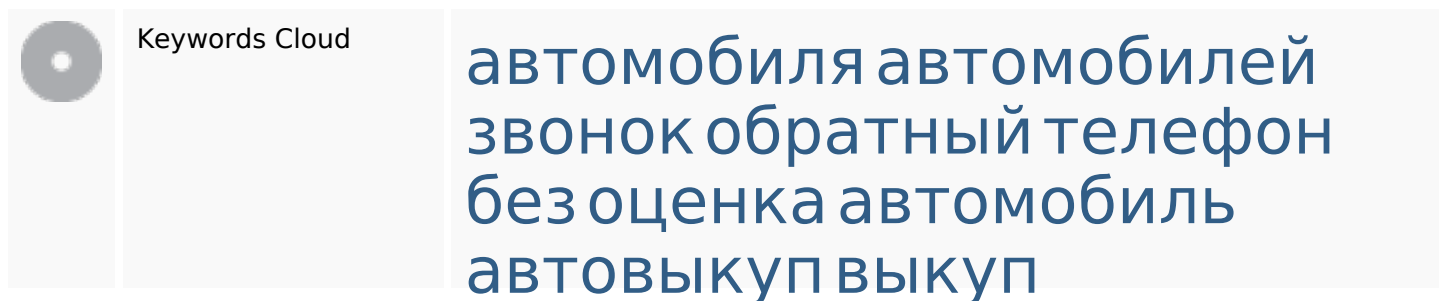 Keywords Cloud
автомобиля автомобилей
звонок обратный телефон
без оценка автомобиль
автовыкуп выкуп